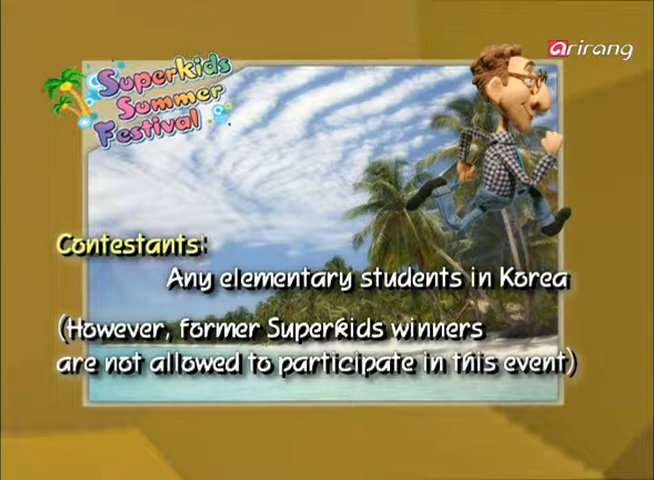 arirang
Superkids
Summer
Festival
Contestants:
Any elementary students in Korea
(However, former Superkids winners
are not allowed to participate in this event)